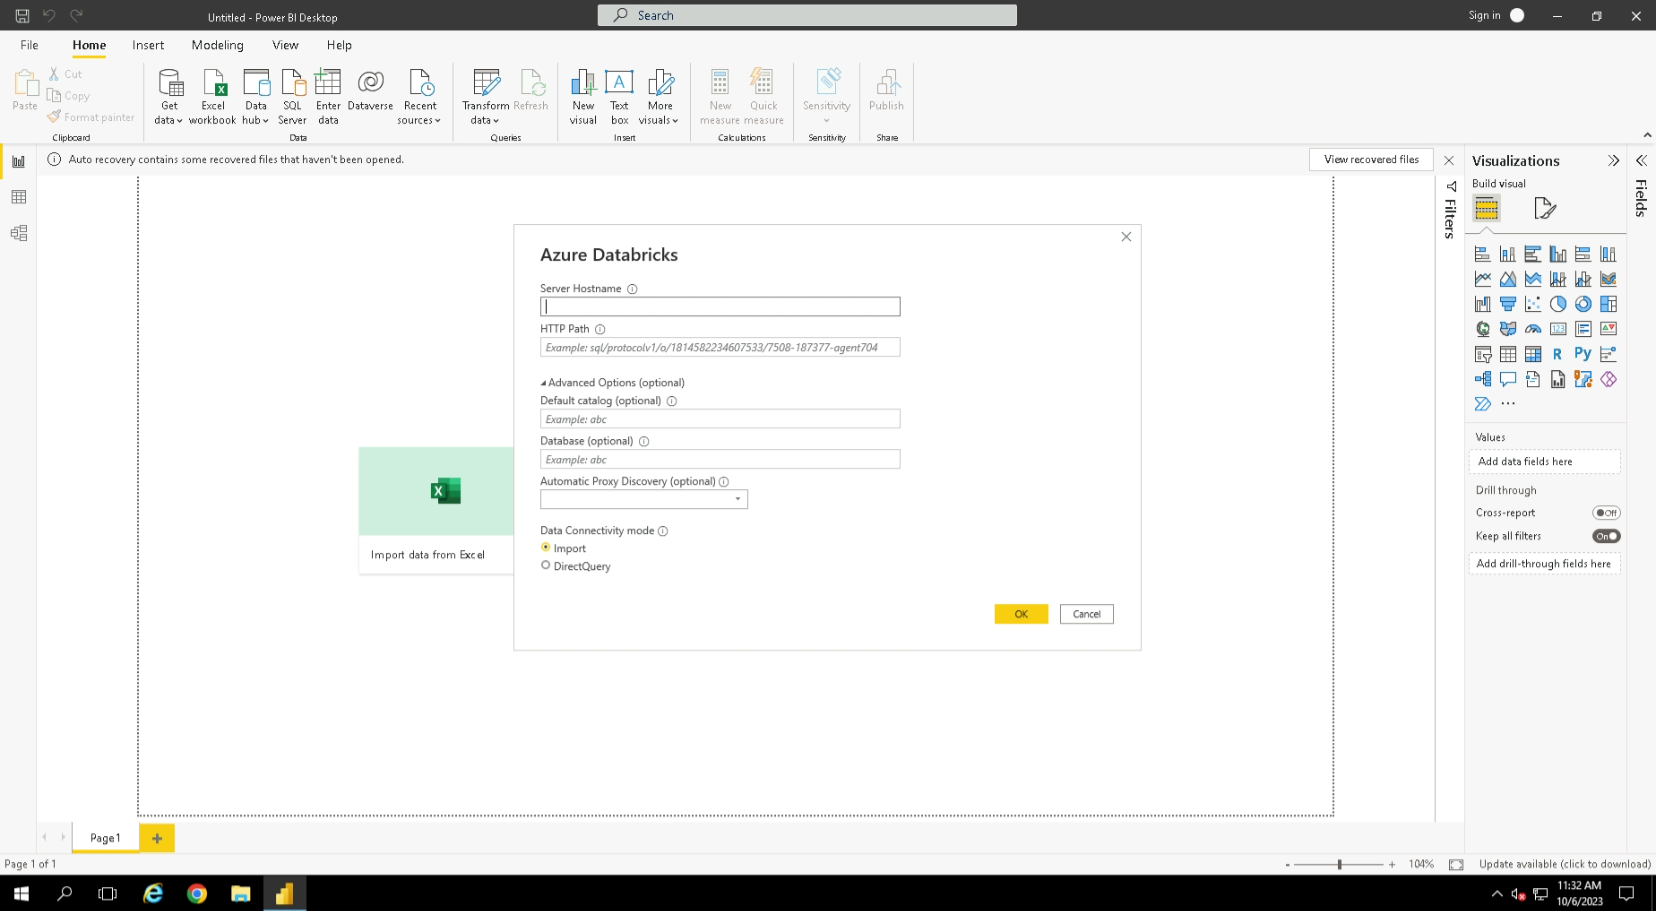 Untitled - Power BI Desktop
Search
Sign in
File
Home
Insert
Modeling
View
Help
Paste
Cut
Copy
Format painter
Clipboard
Get data
Excel workbook
Data hub
SQL Server
Enter data
Dataverse
Recent sources
Data
Transform data
Refresh
Queries
New visual
Text box
More visuals
Insert
New measure
Quick measure
Calculations
Sensitivity
Sensitivity
Publish
Share
Auto recovery contains some recovered files that haven't been opened.
View recovered files
Azure Databricks
Server Hostname
HTTP Path
Example: sql/protocolv1/o/1814582234607533/7508-187377-agent704
Advanced Options (optional)
Default catalog (optional)
Example: abc
Database (optional)
Example: abc
Automatic Proxy Discovery (optional)
Data Connectivity mode
Import
DirectQuery
OK
Cancel
Import data from Excel
Filters
Visualizations
Build visual
123
R
Py
Values
Add data fields here
Drill through
Cross-report
Off
Keep all filters
On
Add drill-through fields here
Fields
Page 1
Page 1 of 1
- + 104%
Update available (click to download)
11:32 AM
10/6/2023